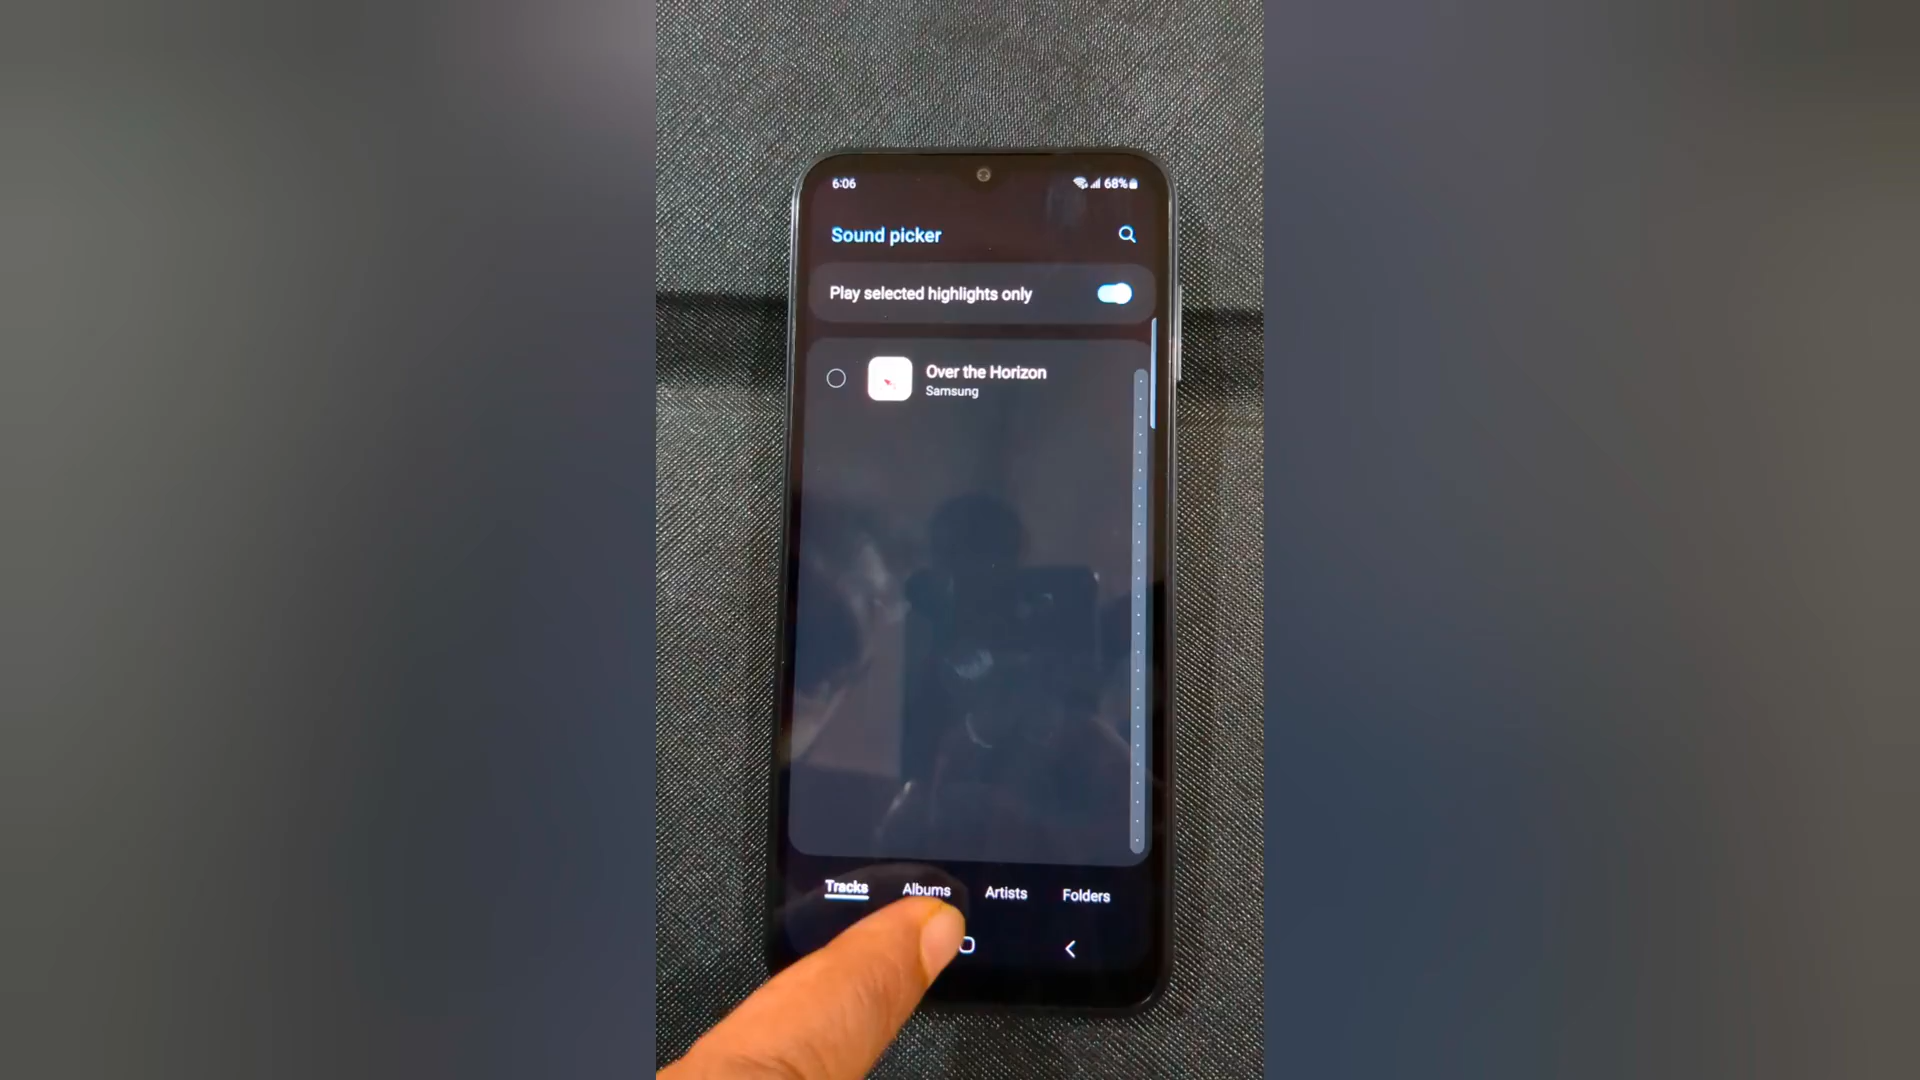 6:06
68%
Sound picker
Play selected highlights only
Over the Horizon
Samsung
Tracks
Albums
Artists
Folders